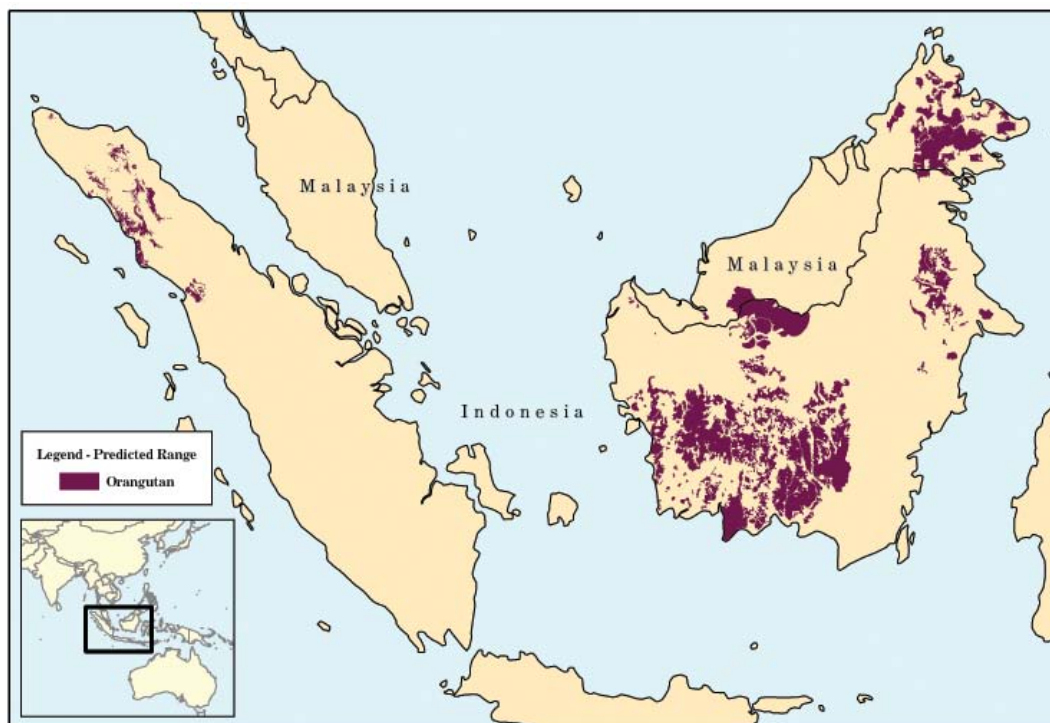 Malaysia
Malaysia
Indonesia
Legend - Predicted Range
Orangutan